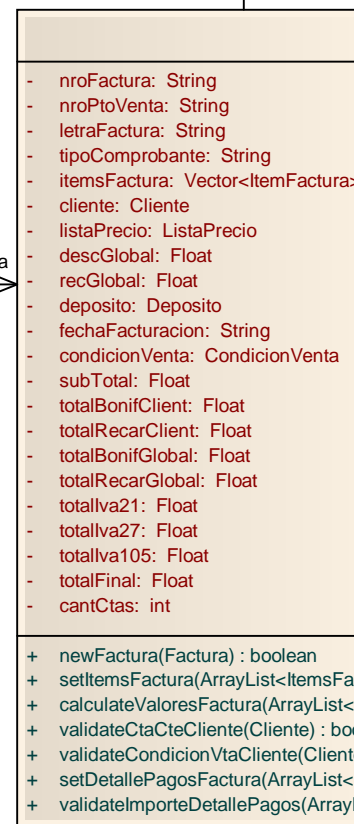 - nroFactura: String
- nroPtoVenta: String
- letraFactura: String
- tipoComprobante: String
- itemsFactura: Vector<ItemFactura>
- cliente: Cliente
- listaPrecio: ListaPrecio
- descGlobal: Float
a
- recGlobal: Float
- deposito: Deposito
- fechaFacturacion: String
- condicionVenta: CondicionVenta
- subTotal: Float
- totalBonifClient: Float
- totalRecarClient: Float
- totalBonifGlobal: Float
- totalRecarGlobal: Float
- totalIva21: Float
- totalIva27: Float
- totalIva105: Float
- totalFinal: Float
- cantCtas: int
+ newFactura(Factura) : boolean
+ setItemsFactura(ArrayList<ItemsFa
+ calculateValoresFactura(ArrayList<
+ validateCtaCteCliente(Cliente) : boo
+ validateCondicionVtaCliente(Cliente
+ setDetallePagosFactura(ArrayList<
+ validateImporteDetallePagos(Array